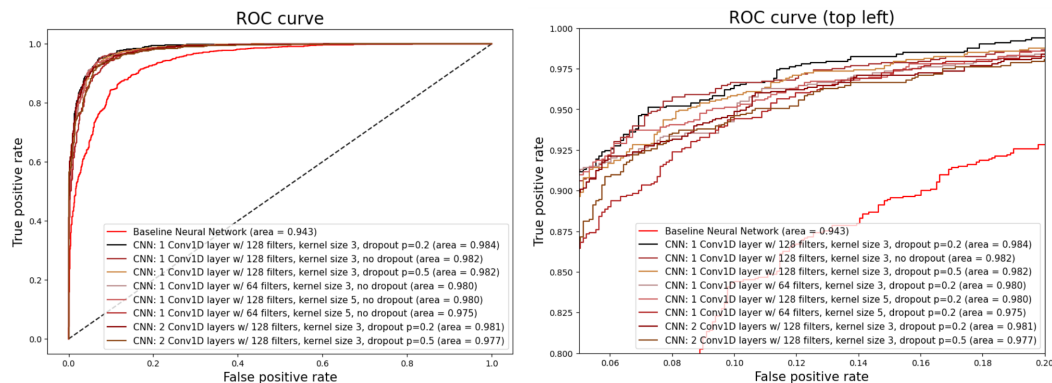 ROC curve
True positive rate
1.0
0.8
0.6
0.4
0.2
0.0
Baseline Neural Network (area = 0.943)
CNN: 1 Conv1D layer w/ 128 filters, kernel size 3, dropout p=0.2 (area = 0.984)
CNN: 1 Conv1D layer w/ 128 filters, kernel size 3, no dropout (area = 0.982)
CNN: 1 Conv1D layer w/ 128 filters, kernel size 3, dropout p=0.5 (area = 0.982)
CNN: 1 Conv1D layer w/ 64 filters, kernel size 3, no dropout (area = 0.980)
CNN: 1 Conv1D layer w/ 128 filters, kernel size 5, no dropout (area = 0.980)
CNN: 1 Conv1D layer w/ 64 filters, kernel size 5, no dropout (area = 0.975)
CNN: 2 Conv1D layers w/ 128 filters, kernel size 3, dropout p=0.2 (area = 0.981)
CNN: 2 Conv1D layers w/ 128 filters, kernel size 3, dropout p=0.5 (area = 0.977)
0.0 0.2 0.4 0.6 0.8 1.0
False positive rate
ROC curve (top left)
True positive rate
1.000
0.975
0.950
0.925
0.900
0.875
0.850
0.825
0.800
Baseline Neural Network (area = 0.943)
CNN: 1 Conv1D layer w/ 128 filters, kernel size 3, dropout p=0.2 (area = 0.984)
CNN: 1 Conv1D layer w/ 128 filters, kernel size 3, no dropout (area = 0.982)
CNN: 1 Conv1D layer w/ 128 filters, kernel size 3, dropout p=0.5 (area = 0.982)
CNN: 1 Conv1D layer w/ 64 filters, kernel size 3, dropout p=0.2 (area = 0.980)
CNN: 1 Conv1D layer w/ 128 filters, kernel size 5, dropout p=0.2 (area = 0.980)
CNN: 1 Conv1D layer w/ 64 filters, kernel size 5, dropout p=0.2 (area = 0.975)
CNN: 2 Conv1D layers w/ 128 filters, kernel size 3, dropout p=0.2 (area = 0.981)
CNN: 2 Conv1D layers w/ 128 filters, kernel size 3, dropout p=0.5 (area = 0.977)
0.06 0.08 0.10 0.12 0.14 0.16 0.18 0.20
False positive rate